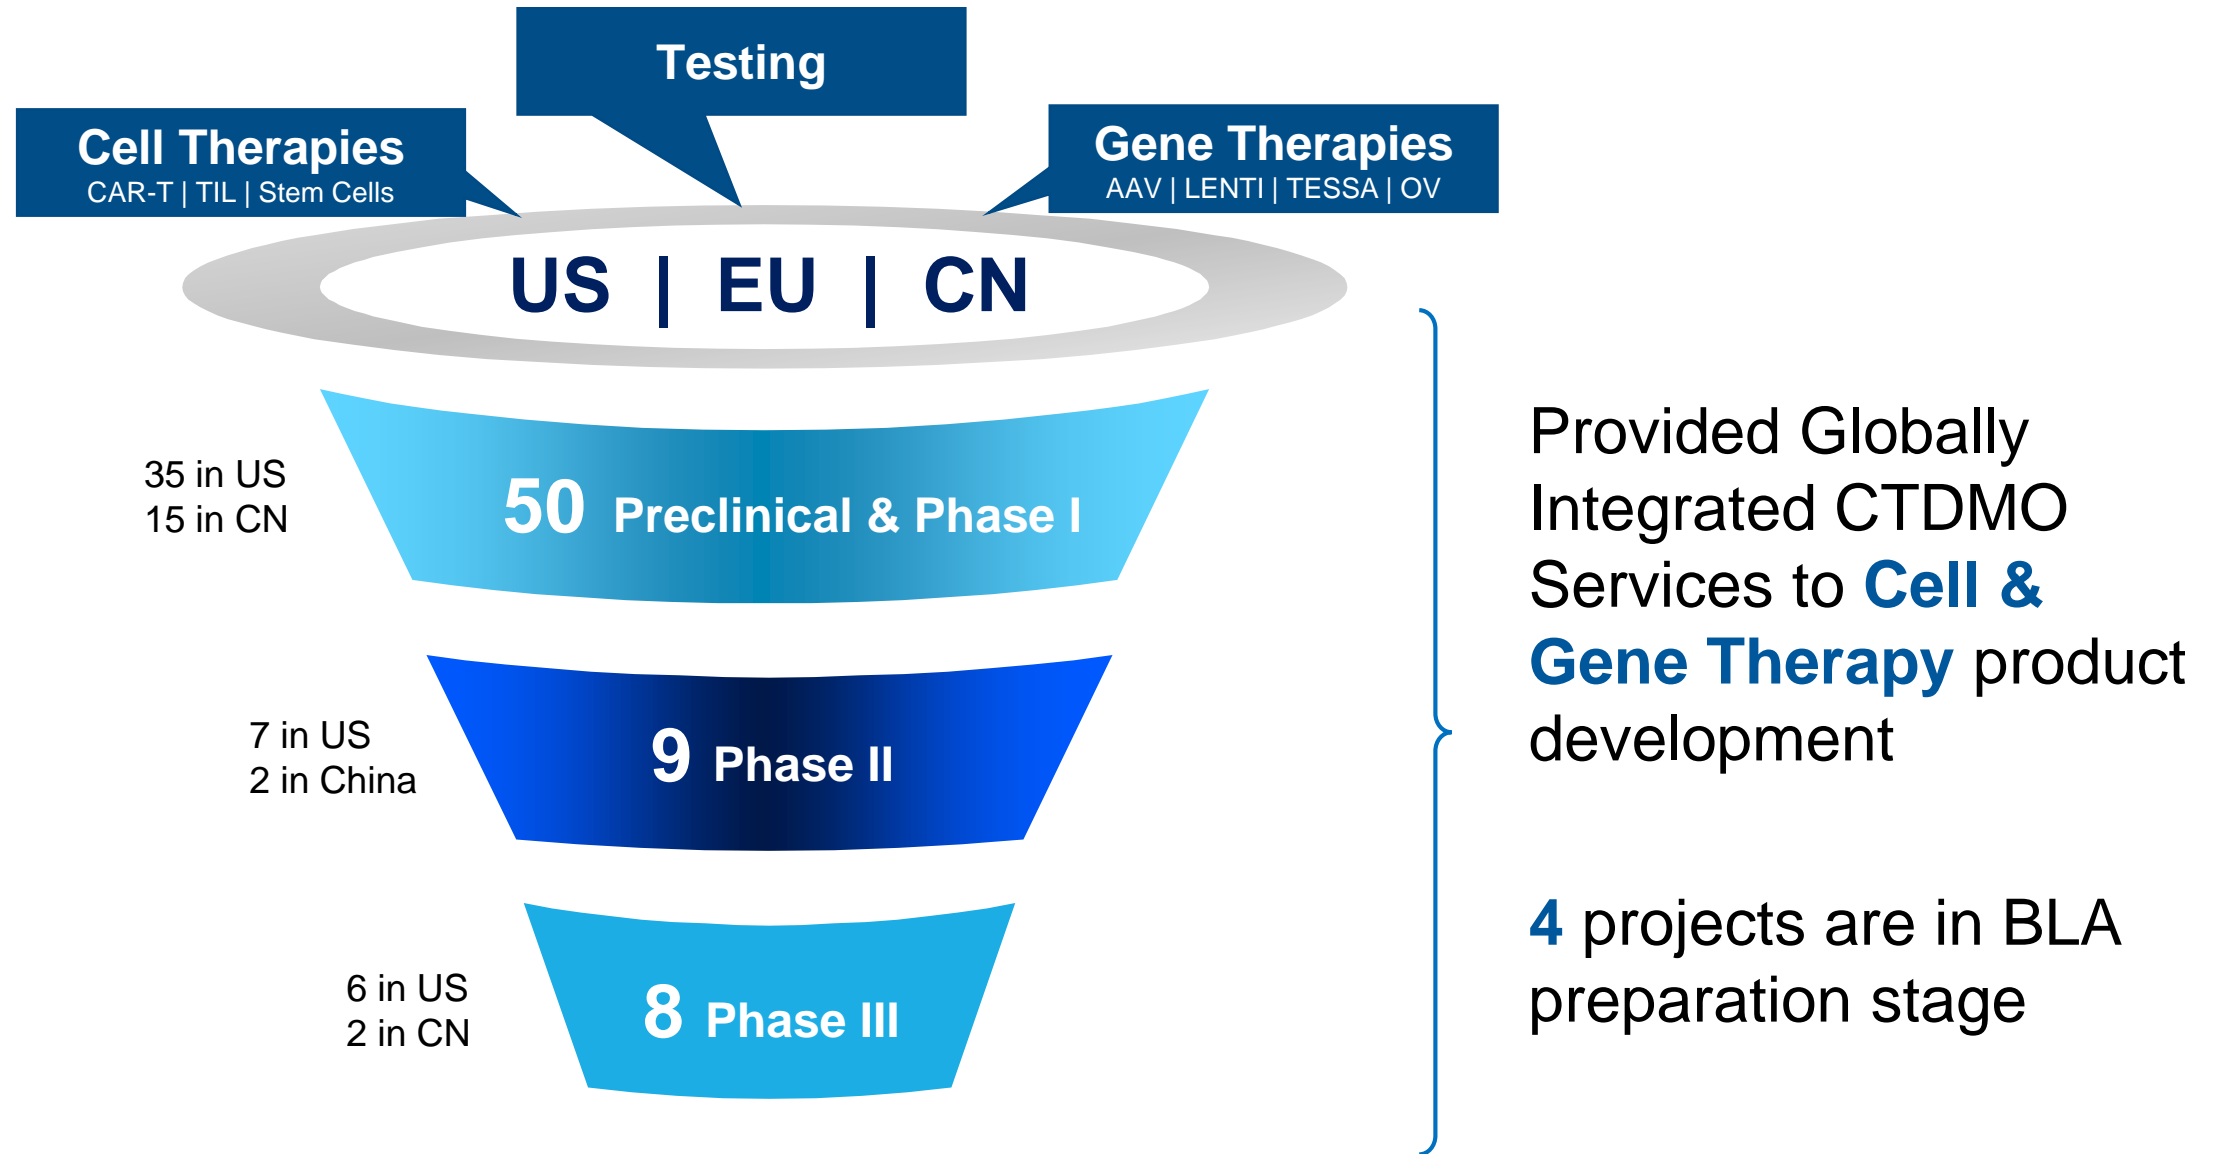 Testing
Cell Therapies
CAR-T | TIL | Stem Cells
Gene Therapies
AAV | LENTI | TESSA | OV
US | EU | CN
35 in US
15 in CN
50 Preclinical & Phase I
7 in US
2 in China
9 Phase II
6 in US
2 in CN
8 Phase III
Provided Globally
Integrated CTDMO
Services to Cell &
Gene Therapy product
development
4 projects are in BLA
preparation stage